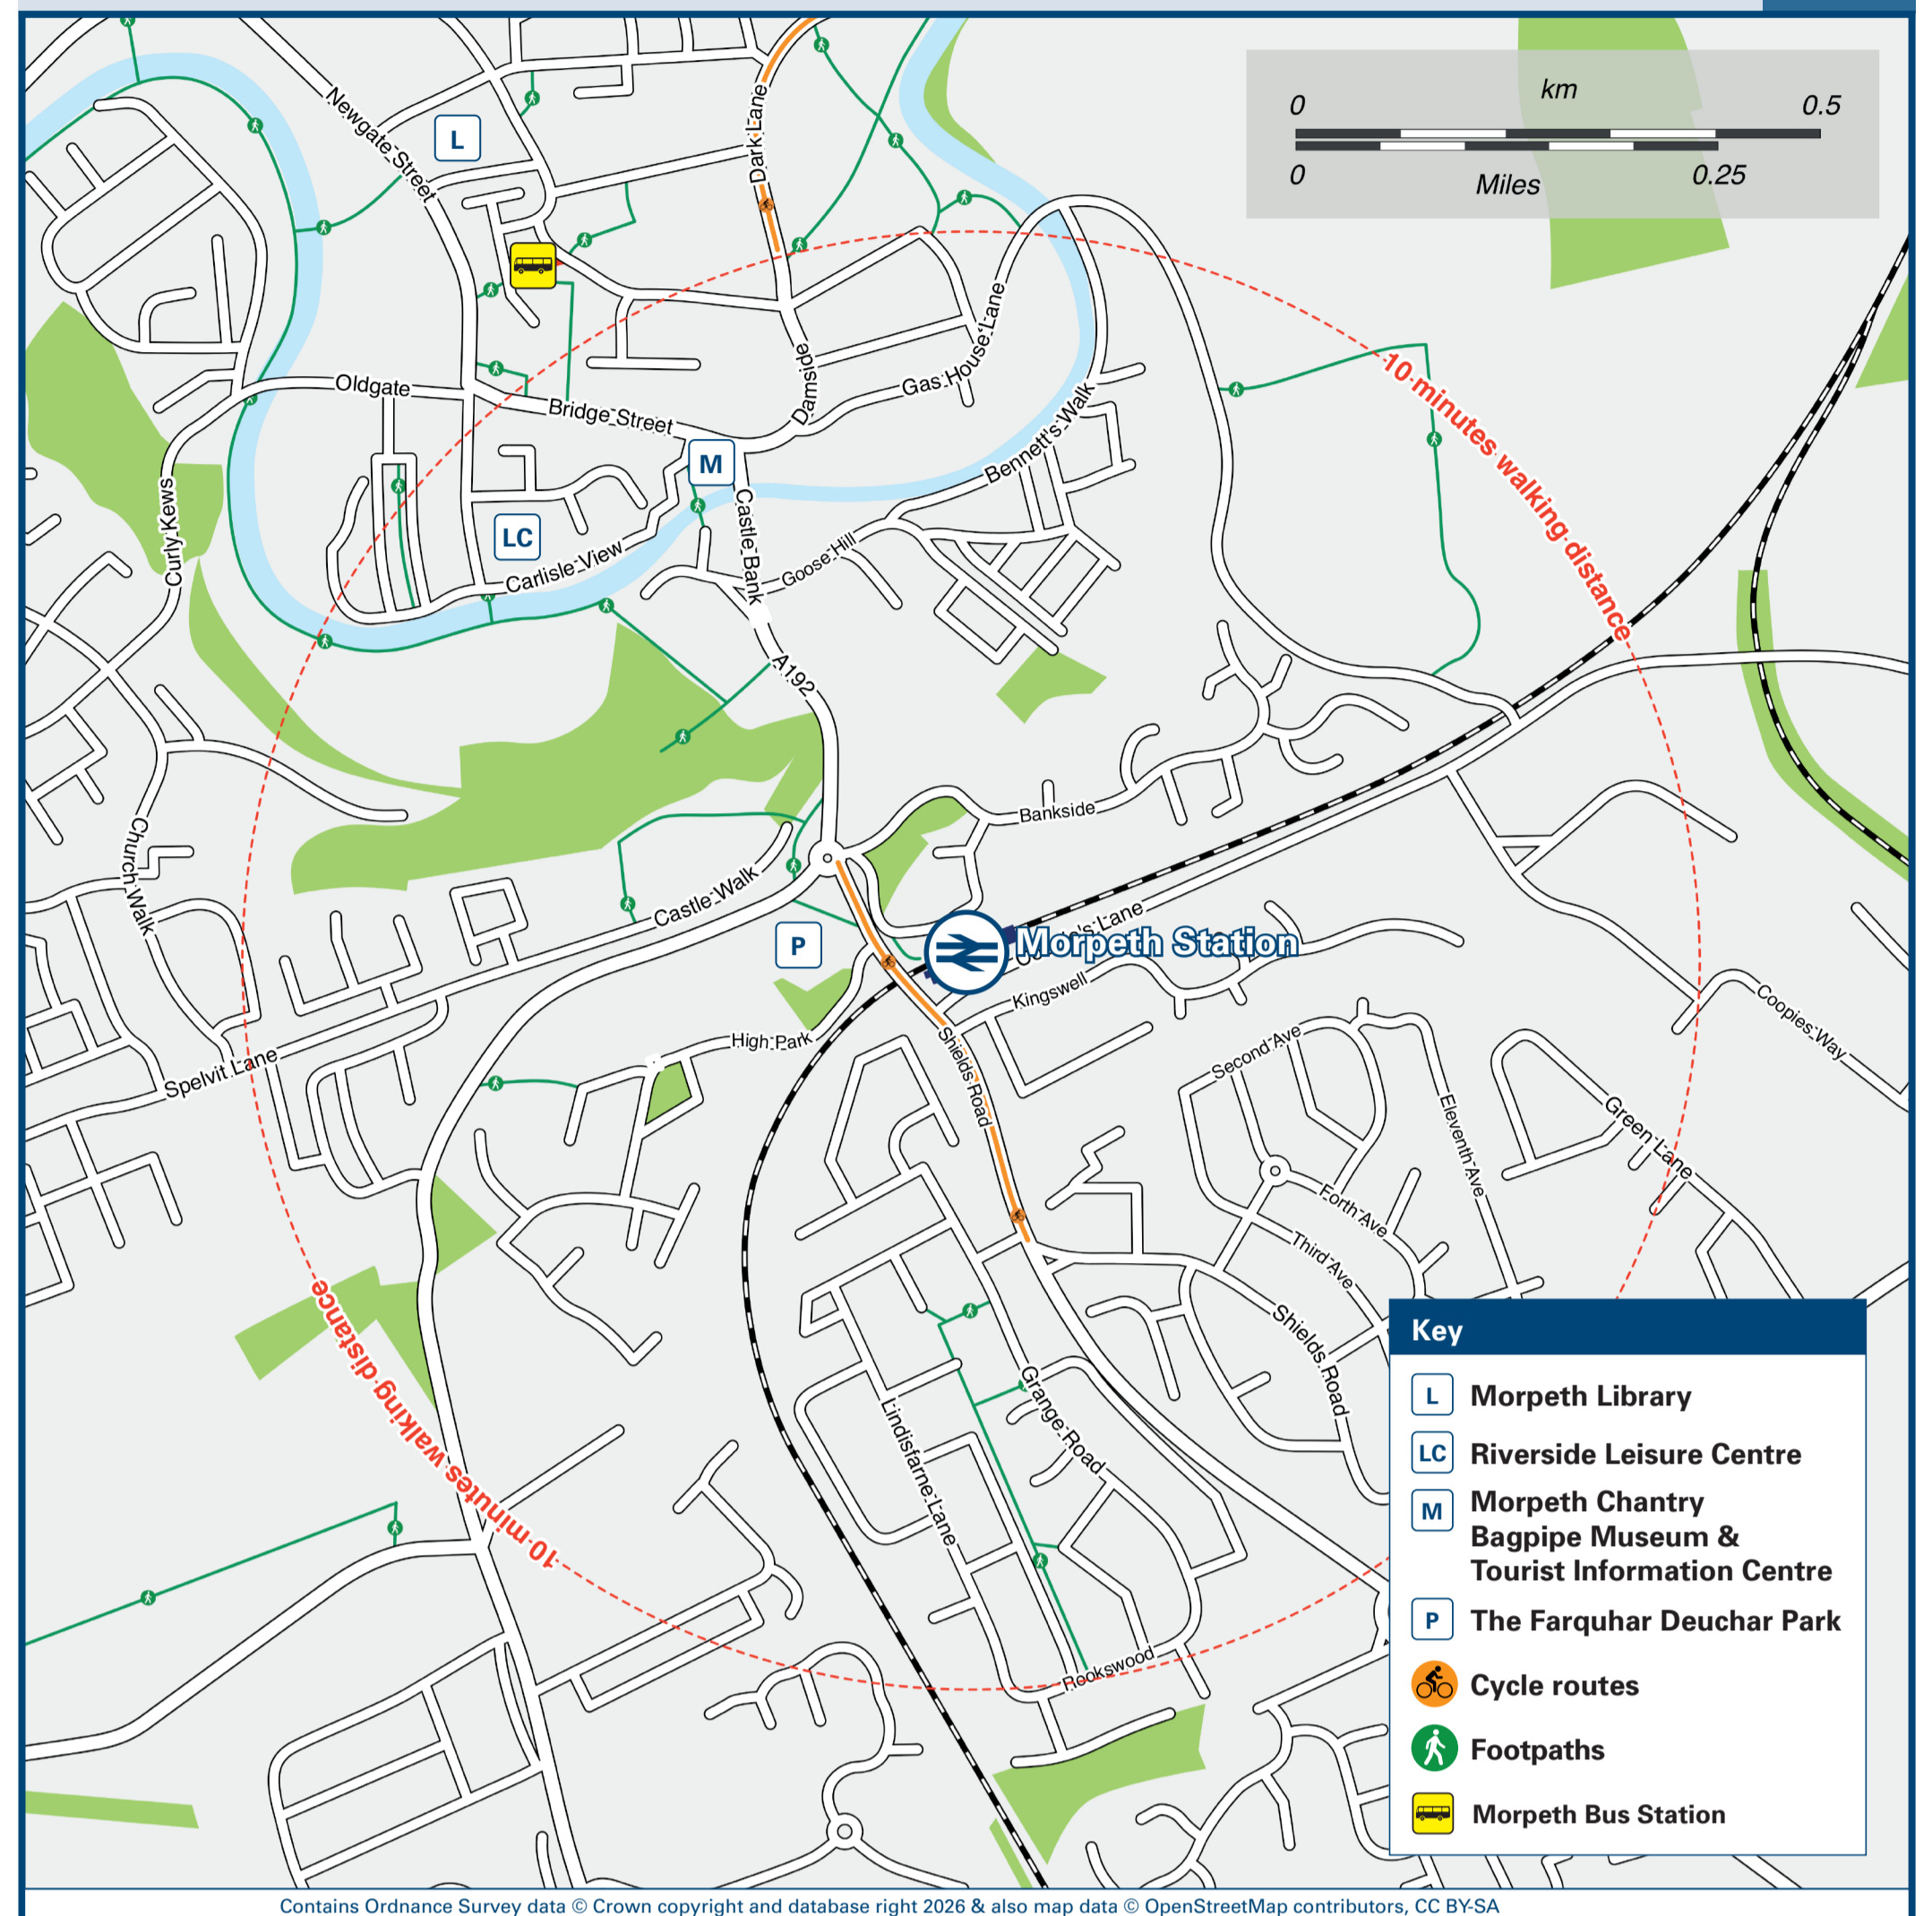 km
0
0.5
0
Miles
0.25
Newgate Street
L
Dark Lane
Oldgate
Bridge Street
Damside
Gas House Lane
Bennett's Walk
M
Castle Bank
LC
Carlisle View
Goose Hill
Curly Kews
A192
10 minutes walking distance
Church Walk
Castle Walk
Bankside
P
's Lane
Morpeth Station
Kingswell
Spelvit Lane
High Park
Shields Road
Second Ave
Eleventh Ave
Coopies Way
Green Lane
Forth Ave
Third Ave
Shields Road
10 minutes walking distance
Grange Road
Lindisfarne Lane
Rookswood
Key
L Morpeth Library
LC Riverside Leisure Centre
M Morpeth Chantry
Bagpipe Museum &
Tourist Information Centre
P The Farquhar Deuchar Park
Cycle routes
Footpaths
Morpeth Bus Station
Contains Ordnance Survey data © Crown copyright and database right 2026 & also map data © OpenStreetMap contributors, CC BY-SA